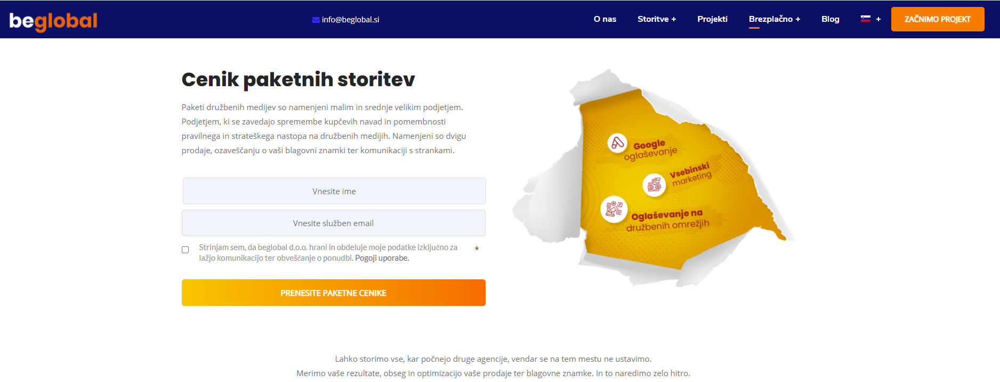 beglobal
info@beglobal.si
O nas
Storitve +
Projekti
Brezplačno +
Blog
+
ZAČNIMO PROJEKT
Cenik paketnih storitev
Paketi družbenih medijev so namenjeni malim in srednje velikim podjetjem.
Podjetjem, ki se zavedajo spremembe kupčevih navad in pomembnosti
pravilnega in strateškega nastopa na družbenih medijih. Namenjeni so dvigu
prodaje, ozaveščanju o vaši blagovni znamki ter komunikaciji s strankami.
Vnesite ime
Vnesite služben email
Strinjam sem, da beglobal d.o.o. hrani in obdeluje moje podatke izključno za *
lažjo komunikacijo ter obveščanje o ponudbi. Pogoji uporabe.
PRENESITE PAKETNE CENIKE
Google
oglaševanje
Vsebinski
marketing
Oglaševanje na
družbenih omrežjih
Lahko storimo vse, kar počnejo druge agencije, vendar se na tem mestu ne ustavimo.
Merimo vaše rezultate, obseg in optimizacijo vaše prodaje ter blagovne znamke. In to naredimo zelo hitro.